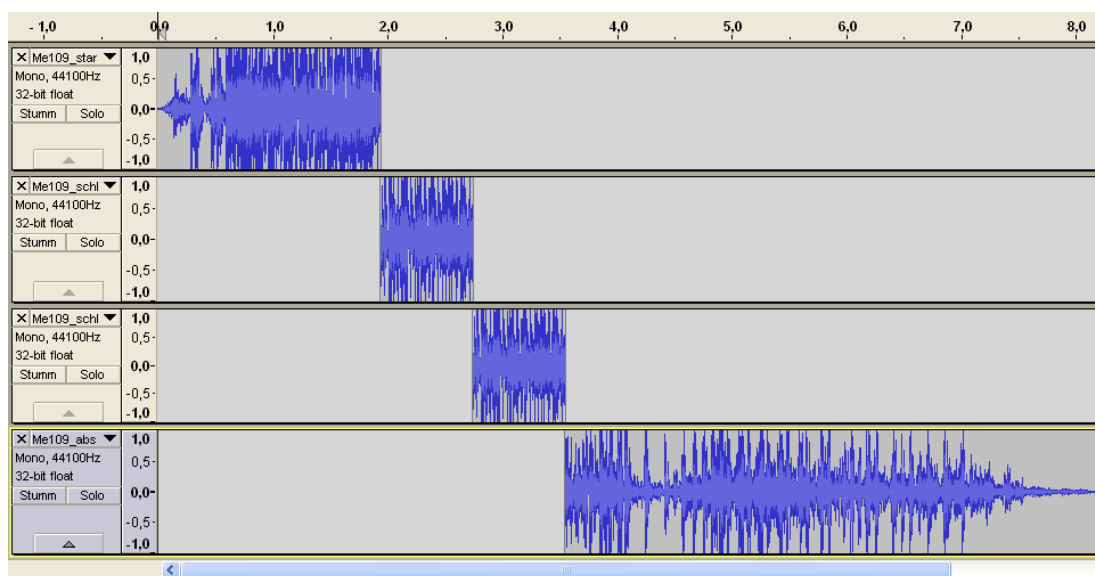 - 1,0 0,0 1,0 2,0 3,0 4,0 5,0 6,0 7,0 8,0
X Me109_star ▼ 1,0
Mono, 44100Hz 0,5-
32-bit float
Stumm Solo 0,0-
-0,5-
-1,0
X Me109_schl ▼ 1,0
Mono, 44100Hz 0,5-
32-bit float
Stumm Solo 0,0-
-0,5-
-1,0
X Me109_schl ▼ 1,0
Mono, 44100Hz 0,5-
32-bit float
Stumm Solo 0,0-
-0,5-
-1,0
X Me109_abs ▼ 1,0
Mono, 44100Hz 0,5-
32-bit float
Stumm Solo 0,0-
-0,5-
-1,0